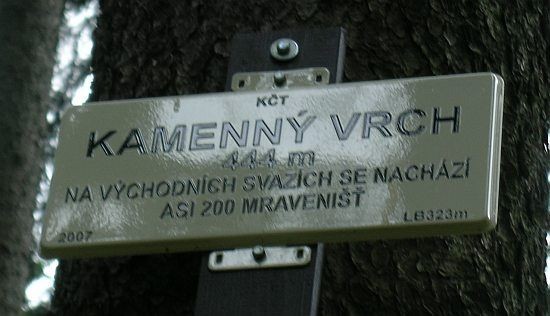 KČT
KAMENNÝ VRCH
444 m
NA VÝCHODNÍCH SVAZÍCH SE NACHÁZÍ
ASI 200 MRAVENIŠŤ
2007 LB323m